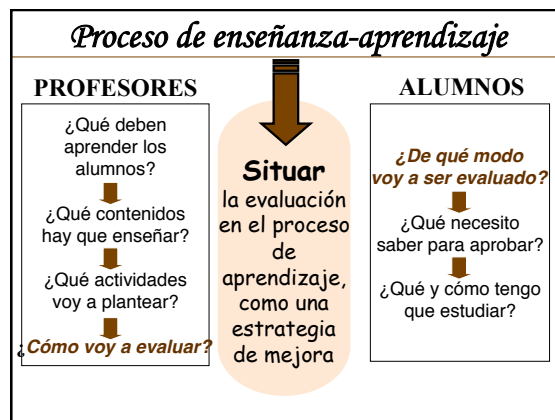 Proceso de enseñanza-aprendizaje
PROFESORES
¿Qué deben
aprender los
alumnos?
¿Qué contenidos
hay que enseñar?
¿Qué actividades
voy a plantear?
¿Cómo voy a evaluar?
Situar
la evaluación
en el proceso
de
aprendizaje,
como una
estrategia
de mejora
ALUMNOS
¿De qué modo
voy a ser evaluado?
¿Qué necesito
saber para aprobar?
¿Qué y cómo tengo
que estudiar?